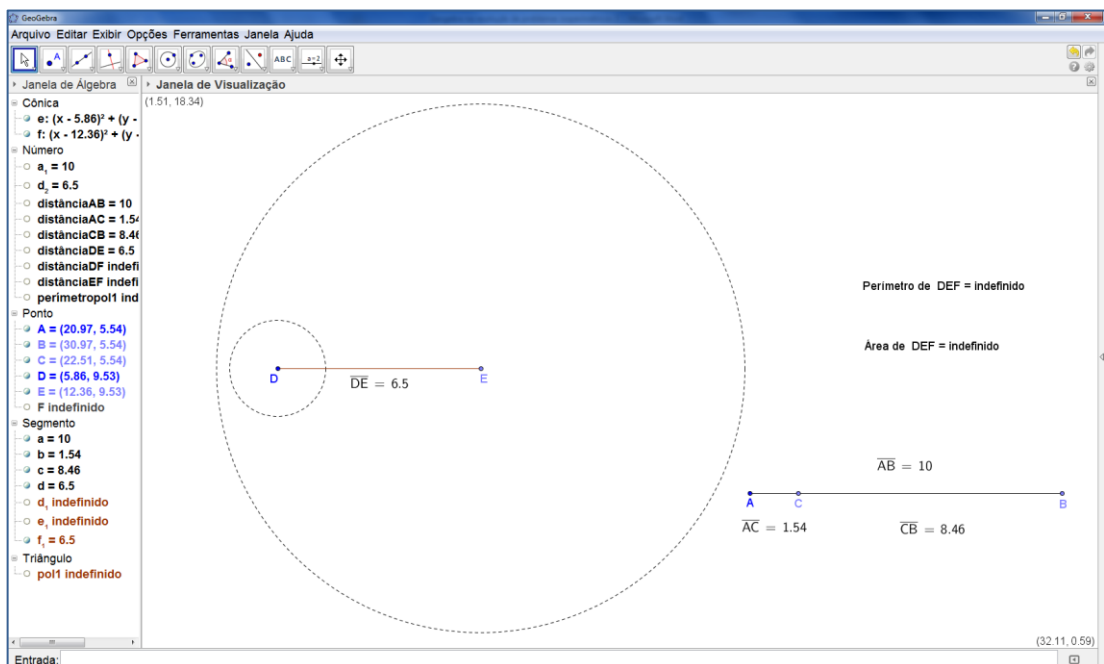 GeoGebra
Arquivo Editar Exibir Opções Ferramentas Janela Ajuda
A
ABC
a=2
Janela de Álgebra
Janela de Visualização
Cônica
e: (x - 5.86)² + (y -
f: (x - 12.36)² + (y -
Número
a₁ = 10
d₂ = 6.5
distânciaAB = 10
distânciaAC = 1.54
distânciaCB = 8.46
distânciaDE = 6.5
distânciaDF indefi
distânciaEF indefi
perímetropol1 ind
Ponto
A = (20.97, 5.54)
B = (30.97, 5.54)
C = (22.51, 5.54)
D = (5.86, 9.53)
E = (12.36, 9.53)
F indefinido
Segmento
a = 10
b = 1.54
c = 8.46
d = 6.5
d₁ indefinido
e₁ indefinido
f₁ = 6.5
Triângulo
pol1 indefinido
(1.51, 18.34)
D
DE = 6.5
E
Perímetro de DEF = indefinido
Área de DEF = indefinido
AB = 10
A
C
B
AC = 1.54
CB = 8.46
(32.11, 0.59)
Entrada: